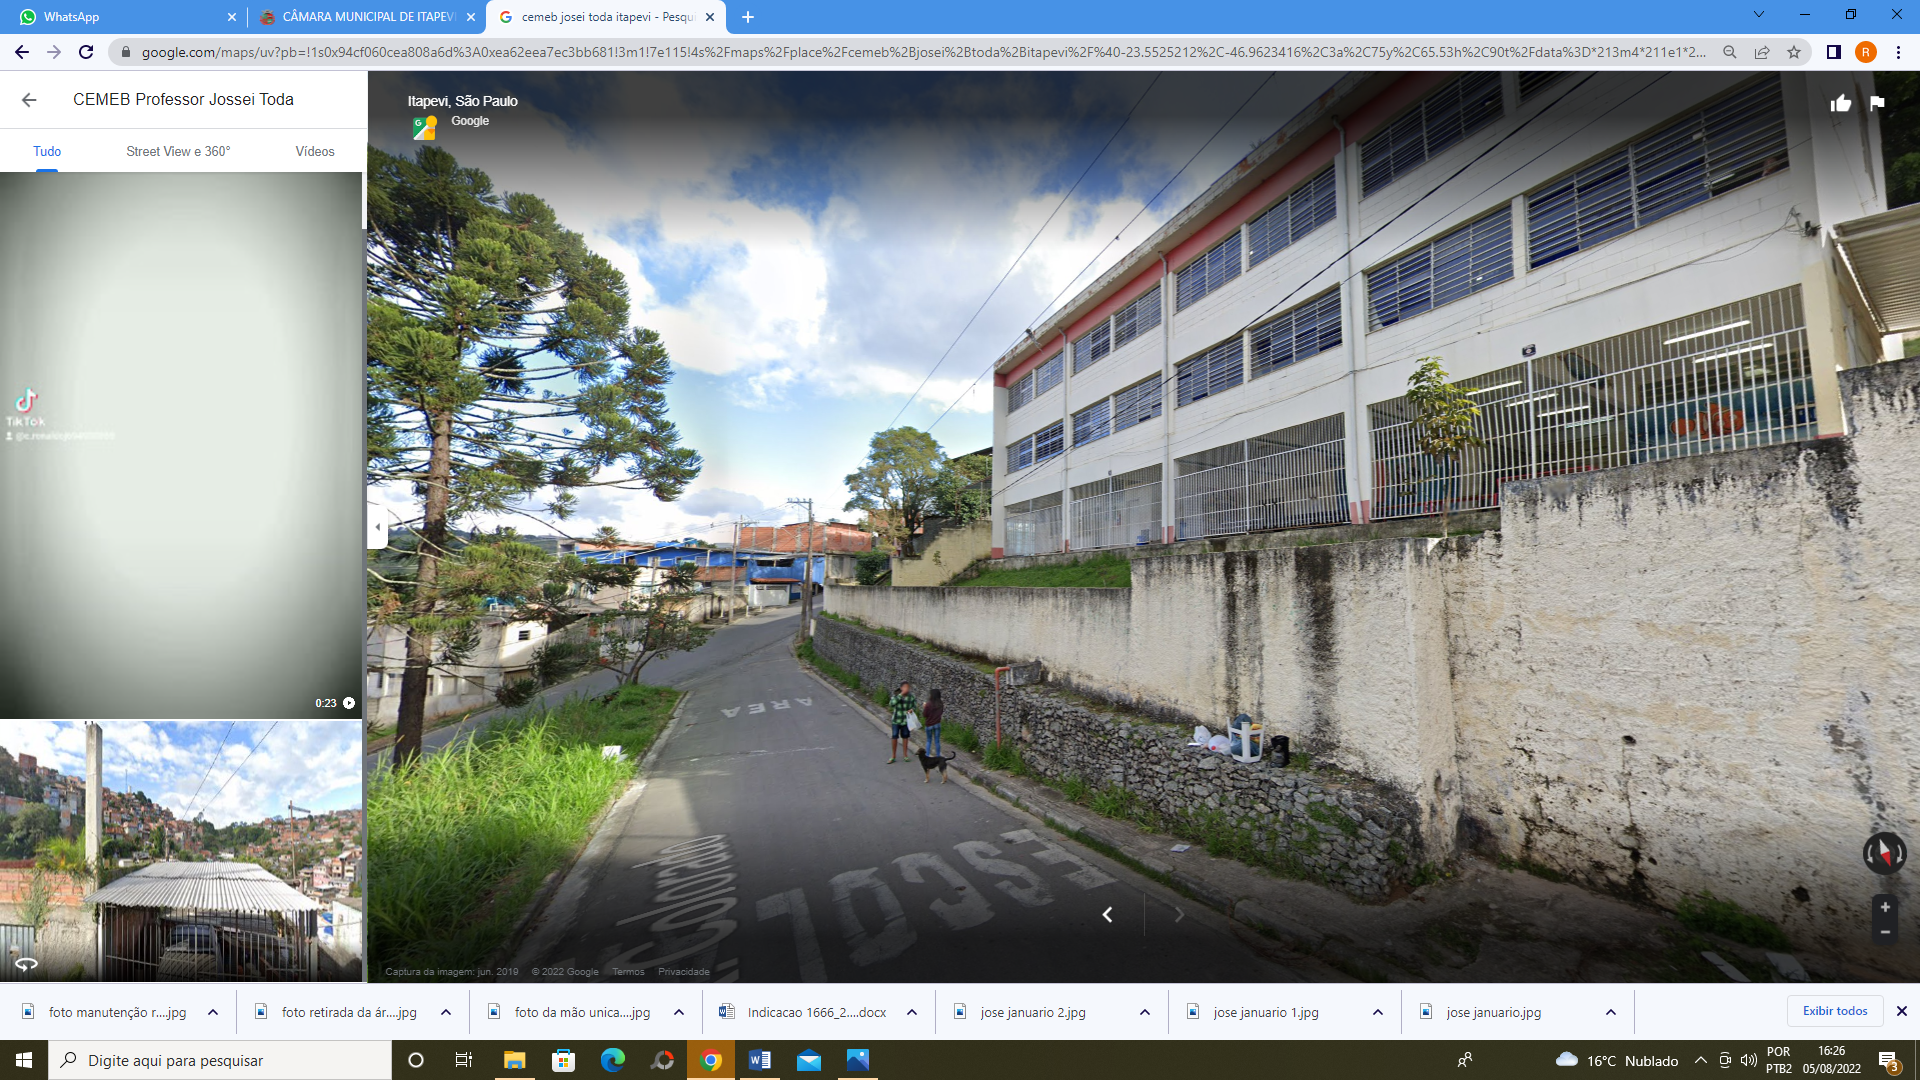 WhatsApp
CÂMARA MUNICIPAL DE ITAPEVI
cemeb josei toda itapevi - Pesqui
google.com/maps/uv?pb=!1s0x94cf060cea808a6d%3A0xea62eea7ec3bb681!3m1!7e115!4s%2Fmaps%2Fplace%2Fcemeb%2Bjosei%2Btoda%2Bitapevi%2F%40-23.5525212%2C-46.9623416%2C3a%2C75y%2C65.53h%2C90t%2Fdata%3D*213m4*211e1*2...
R
CEMEB Professor Jossei Toda
Tudo
Street View e 360°
Vídeos
Itapevi, São Paulo
Google
TikTok
0:23
AREA
ESCOL
Captura da imagem: jun. 2019
© 2022 Google
Termos
Privacidade
foto manutenção r....jpg
foto retirada da ár....jpg
foto da mão unica....jpg
Indicacao 1666_2....docx
jose januario 2.jpg
jose januario 1.jpg
jose januario.jpg
Exibir todos
Digite aqui para pesquisar
16°C Nublado
POR
PTB2
16:26
05/08/2022
3